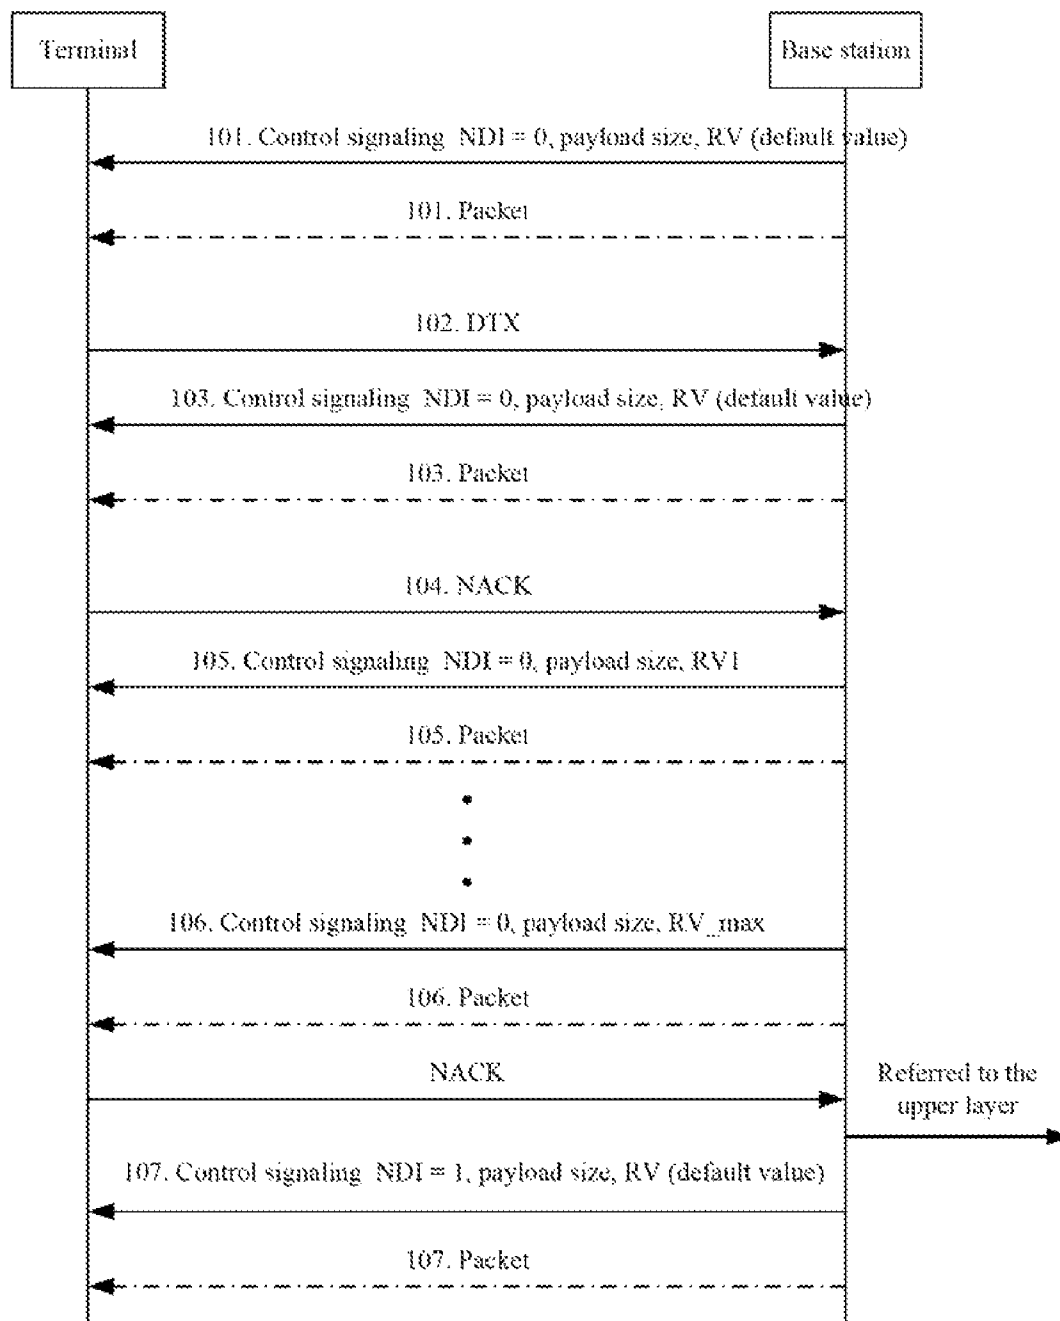 Terminal
Base station
101. Control signaling NDI = 0, payload size, RV (default value)
101. Packet
102. DTX
103. Control signaling NDI = 0, payload size, RV (default value)
103. Packet
104. NACK
105. Control signaling NDI = 0, payload size, RV1
105. Packet
106. Control signaling NDI = 0, payload size, RV_max
106. Packet
NACK
Referred to the
upper layer
107. Control signaling NDI = 1, payload size, RV (default value)
107. Packet